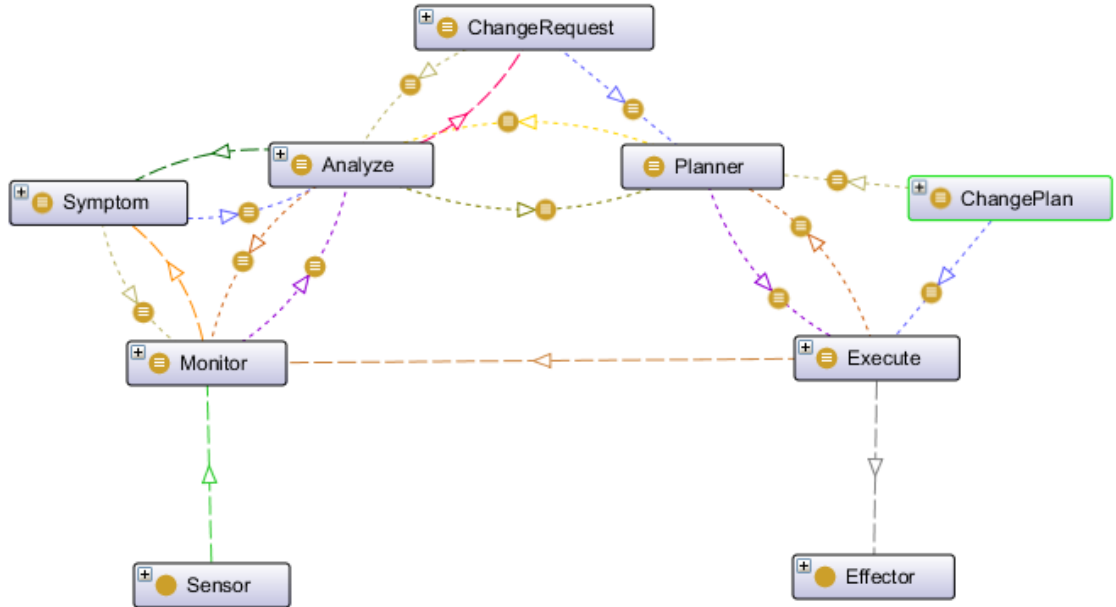 ChangeRequest
Analyze
Planner
Symptom
ChangePlan
Monitor
Execute
Sensor
Effector